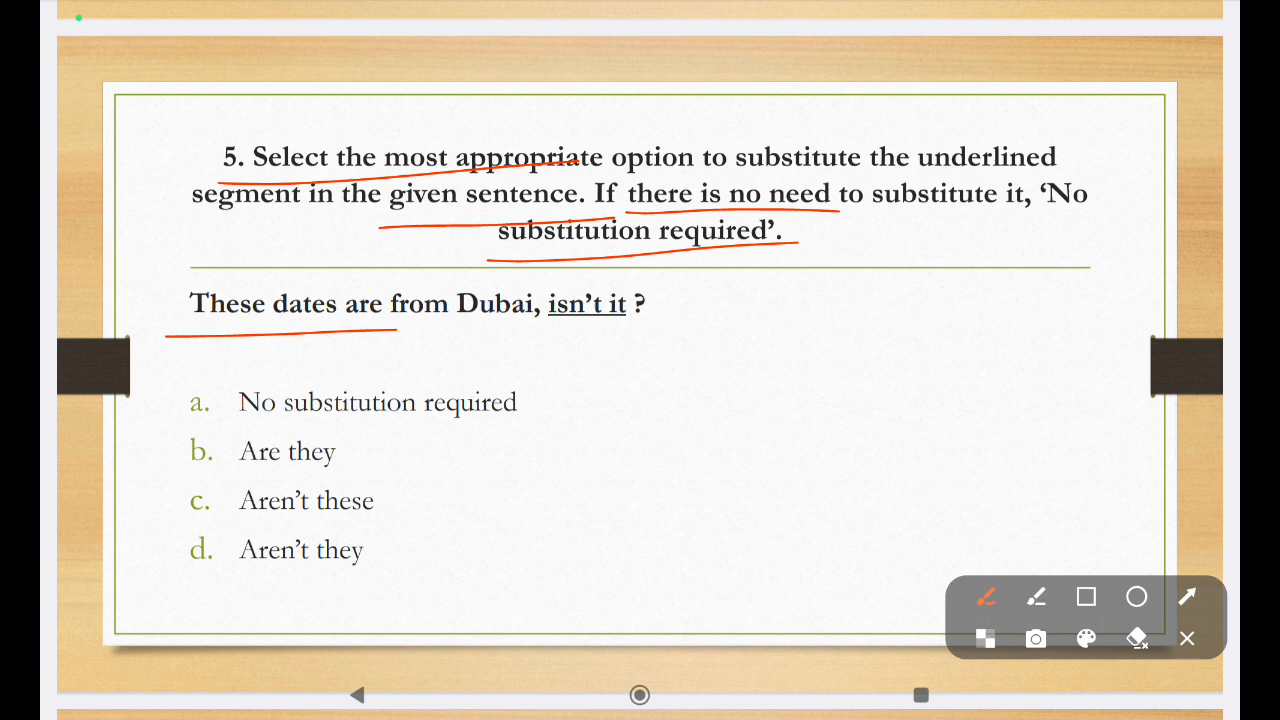 5. Select the most appropriate option to substitute the underlined
segment in the given sentence. If there is no need to substitute it, ‘No
substitution required’.
These dates are from Dubai, isn’t it ?
a. No substitution required
b. Are they
c. Aren’t these
d. Aren’t they